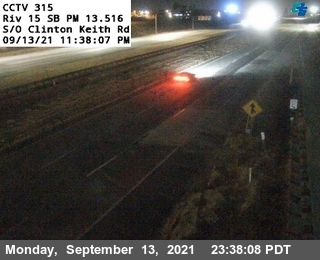 CCTV 315
Riv 15 SB PM 13.516
S/O Clinton Keith Rd
09/13/21 11:38:07 PM
Monday, September 13, 2021 23:38:08 PDT